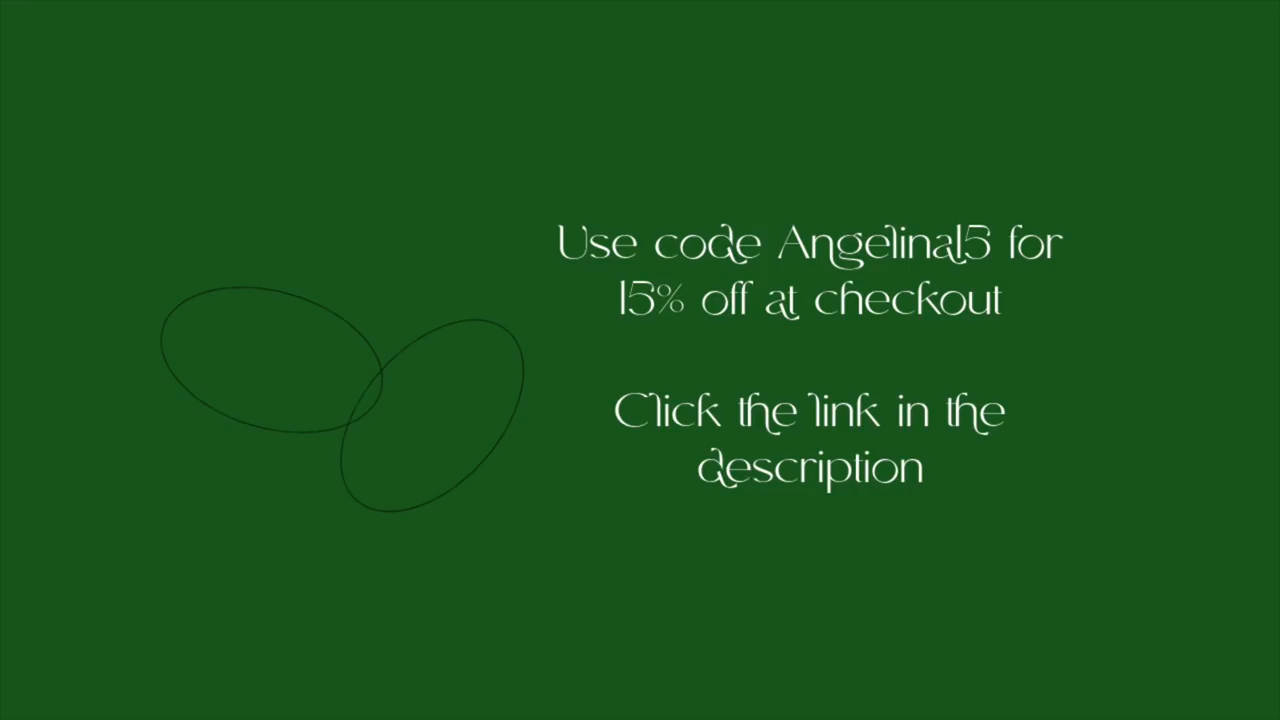 Use code Angelina15 for
15% off at checkout
Click the link in the
description